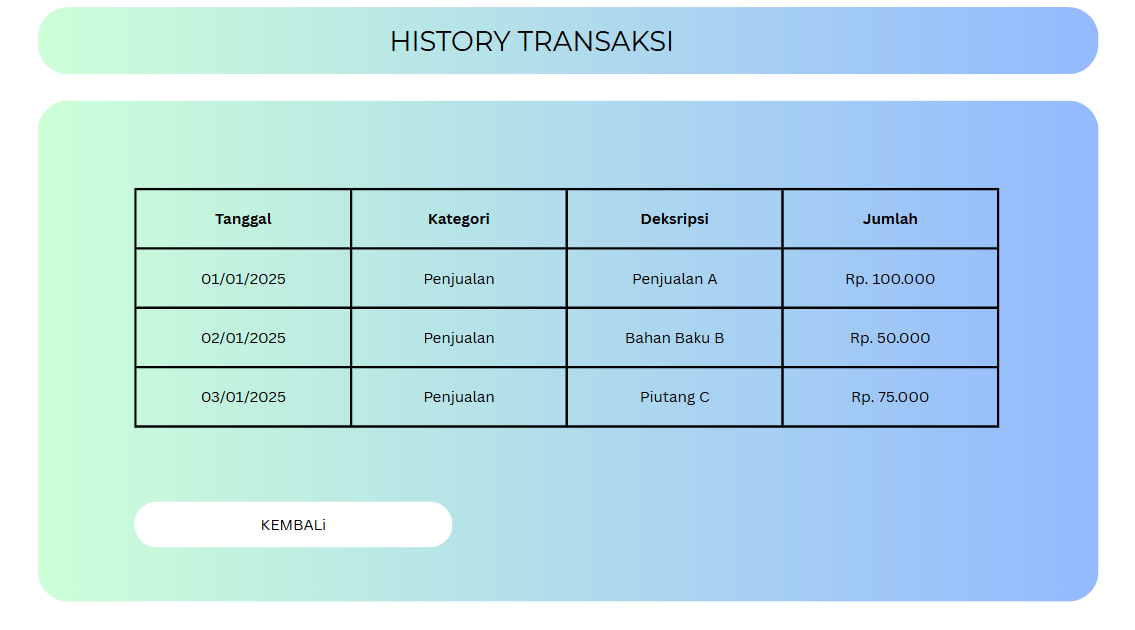 HISTORY TRANSAKSI
Tanggal Kategori Deksripsi Jumlah
01/01/2025 Penjualan Penjualan A Rp. 100.000
02/01/2025 Penjualan Bahan Baku B Rp. 50.000
03/01/2025 Penjualan Piutang C Rp. 75.000
KEMBALi